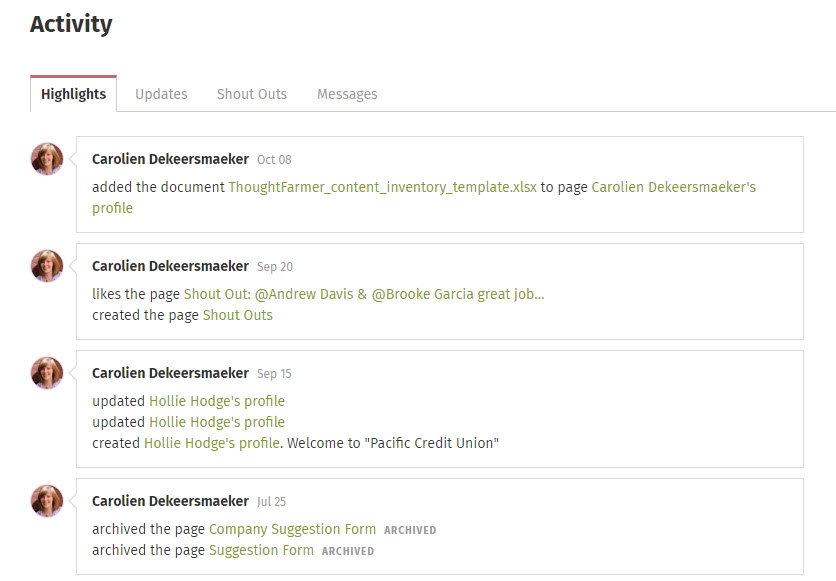 Activity
Highlights Updates Shout Outs Messages
Carolien Dekeersmaeker Oct 08
added the document ThoughtFarmer_content_inventory_template.xlsx to page Carolien Dekeersmaeker's
profile
Carolien Dekeersmaeker Sep 20
likes the page Shout Out: @Andrew Davis & @Brooke Garcia great job...
created the page Shout Outs
Carolien Dekeersmaeker Sep 15
updated Hollie Hodge's profile
updated Hollie Hodge's profile
created Hollie Hodge's profile. Welcome to "Pacific Credit Union"
Carolien Dekeersmaeker Jul 25
archived the page Company Suggestion Form ARCHIVED
archived the page Suggestion Form ARCHIVED